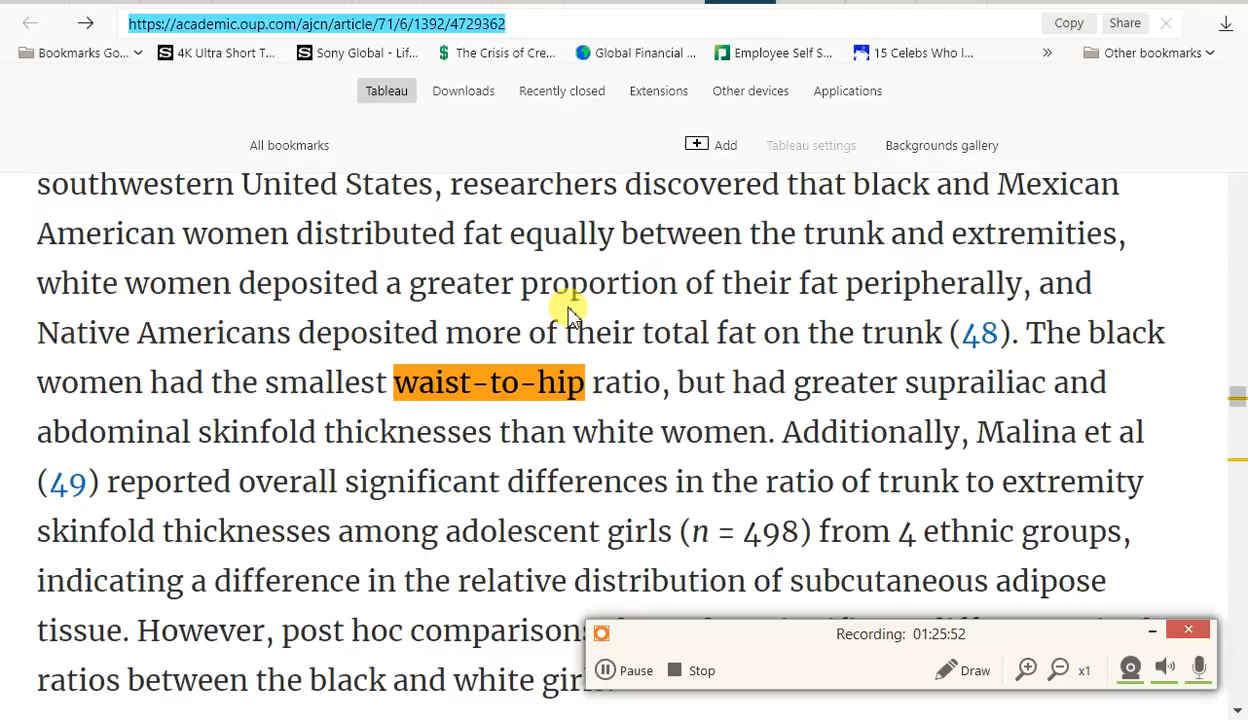 https://academic.oup.com/ajcn/article/71/6/1392/4729362 Copy Share
Bookmarks Go... 4K Ultra Short T... Sony Global - Lif... The Crisis of Cre... Global Financial ... Employee Self S... 15 Celebs Who I... » Other bookmarks
Tableau Downloads Recently closed Extensions Other devices Applications
All bookmarks Add Tableau settings Backgrounds gallery
southwestern United States, researchers discovered that black and Mexican
American women distributed fat equally between the trunk and extremities,
white women deposited a greater proportion of their fat peripherally, and
Native Americans deposited more of their total fat on the trunk (48). The black
women had the smallest waist-to-hip ratio, but had greater suprailiac and
abdominal skinfold thicknesses than white women. Additionally, Malina et al
(49) reported overall significant differences in the ratio of trunk to extremity
skinfold thicknesses among adolescent girls (n = 498) from 4 ethnic groups,
indicating a difference in the relative distribution of subcutaneous adipose
tissue. However, post hoc comparisons
ratios between the black and white girls.
Recording: 01:25:52
Pause Stop Draw x1